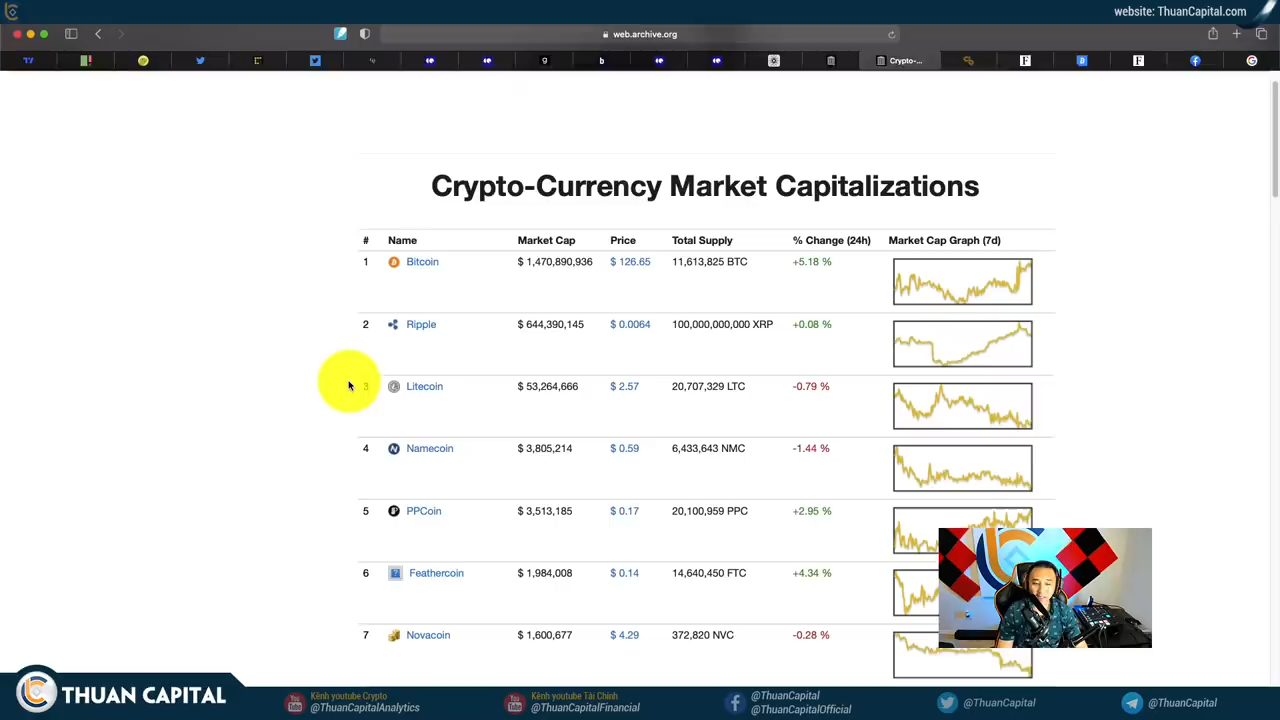 website: ThuanCapital.com
web.archive.org
Crypto-...
Crypto-Currency Market Capitalizations
# Name Market Cap Price Total Supply % Change (24h) Market Cap Graph (7d)
1 Bitcoin $ 1,470,890,936 $ 126.65 11,613,825 BTC +5.18 %
2 Ripple $ 644,390,145 $ 0.0064 100,000,000,000 XRP +0.08 %
3 Litecoin $ 53,264,666 $ 2.57 20,707,329 LTC -0.79 %
4 Namecoin $ 3,805,214 $ 0.59 6,433,643 NMC -1.44 %
5 PPCoin $ 3,513,185 $ 0.17 20,100,959 PPC +2.95 %
6 Feathercoin $ 1,984,008 $ 0.14 14,640,450 FTC +4.34 %
7 Novacoin $ 1,600,677 $ 4.29 372,820 NVC -0.28 %
THUAN CAPITAL
Kênh youtube Crypto
@ThuanCapitalAnalytics
Kênh youtube Tài Chính
@ThuanCapitalFinancial
@ThuanCapital
@ThuanCapitalOfficial
@ThuanCapital
@ThuanCapital